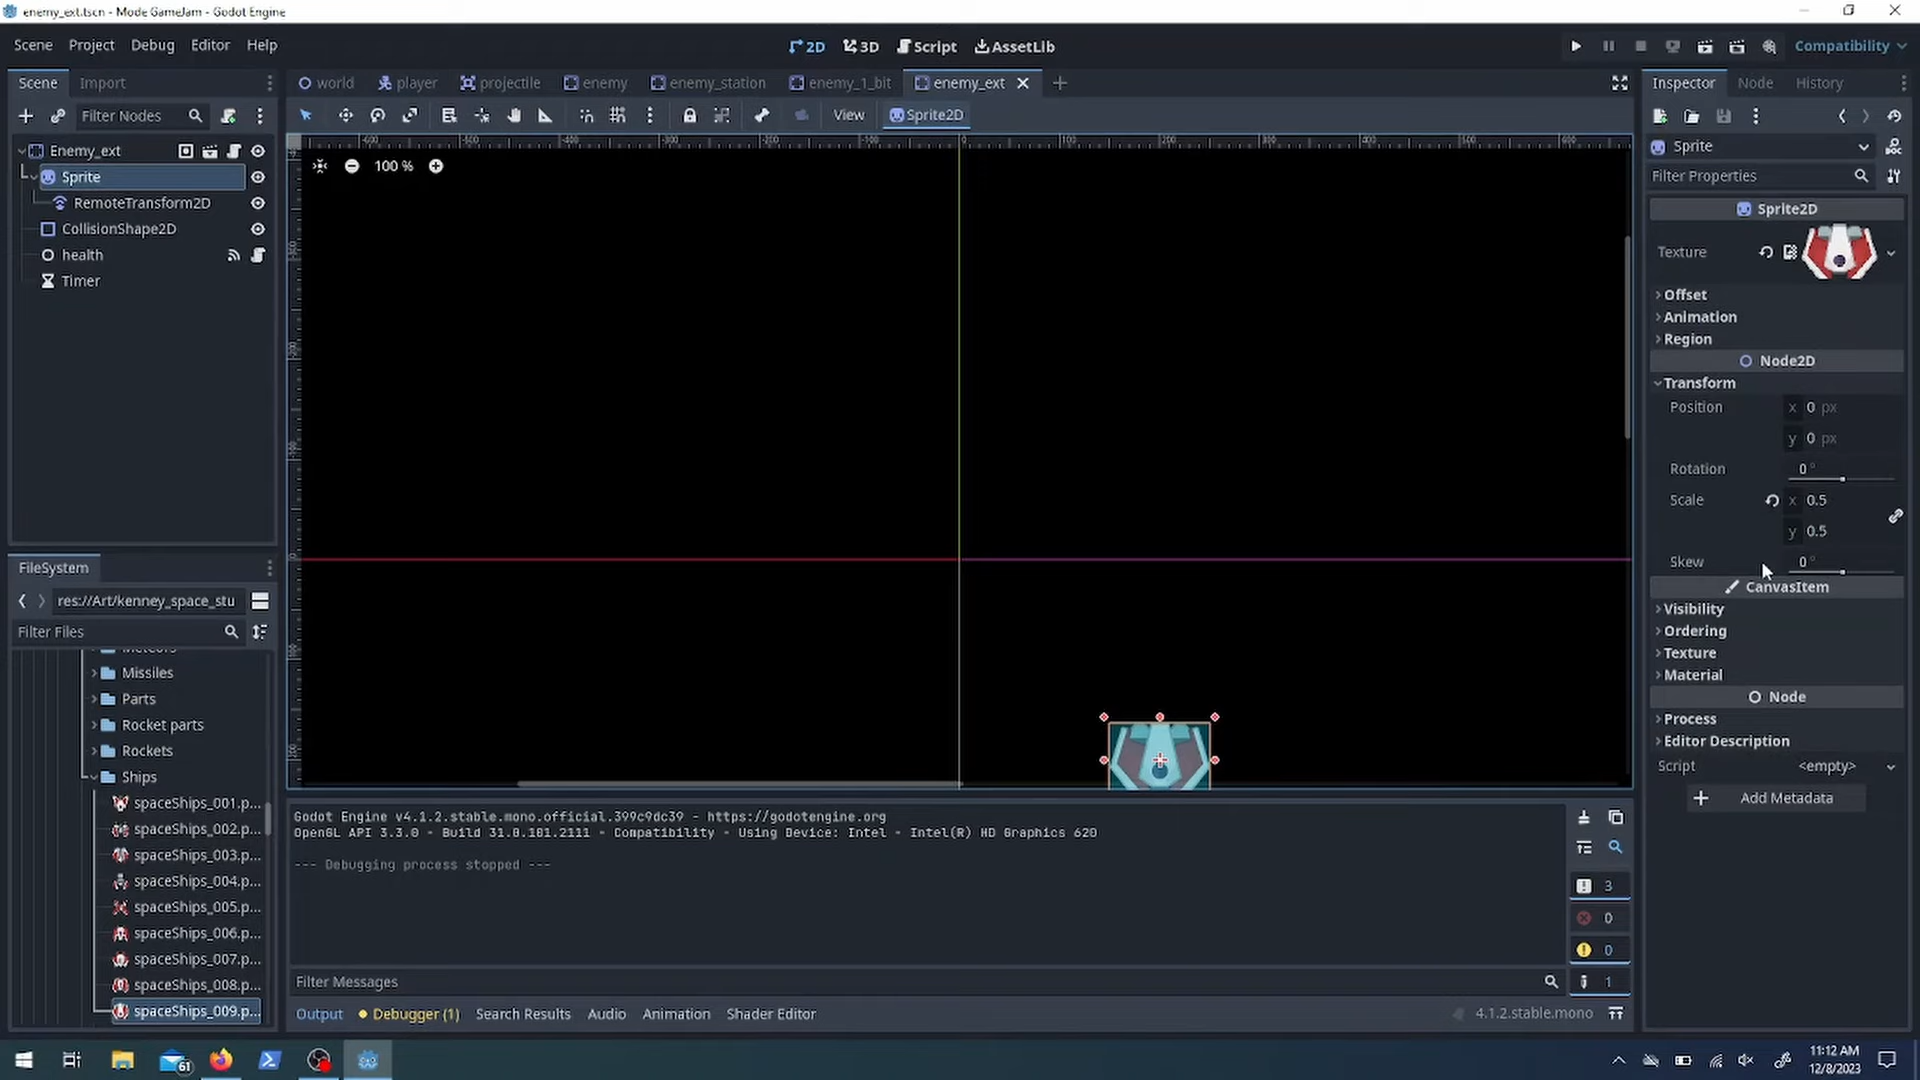 enemy_ext.tscn - Mode GameJam - Godot Engine
Scene Project Debug Editor Help
2D 3D Script AssetLib
Compatibility
Scene Import
world player projectile enemy enemy_station enemy_1_bit enemy_ext
Inspector Node History
Filter Nodes
View Sprite2D
Enemy_ext
Sprite
RemoteTransform2D
CollisionShape2D
health
Timer
100 %
Sprite
Filter Properties
Sprite2D
Texture
Offset
Animation
Region
Node2D
Transform
Position x 0 px
y 0 px
Rotation 0 °
Scale x 0.5
y 0.5
Skew 0 °
CanvasItem
Visibility
Ordering
Texture
Material
Node
Process
Editor Description
Script <empty>
Add Metadata
FileSystem
res://Art/kenney_space_stu
Filter Files
Missiles
Parts
Rocket parts
Rockets
Ships
spaceShips_001.p...
spaceShips_002.p...
spaceShips_003.p...
spaceShips_004.p...
spaceShips_005.p...
spaceShips_006.p...
spaceShips_007.p...
spaceShips_008.p...
spaceShips_009.p...
Godot Engine v4.1.2.stable.mono.official.399c9dc39 - https://godotengine.org
OpenGL API 3.3.0 - Build 31.0.101.2111 - Compatibility - Using Device: Intel - Intel(R) HD Graphics 620
--- Debugging process stopped ---
3
0
0
1
Filter Messages
Output Debugger (1) Search Results Audio Animation Shader Editor
4.1.2.stable.mono
61
11:12 AM
12/8/2023